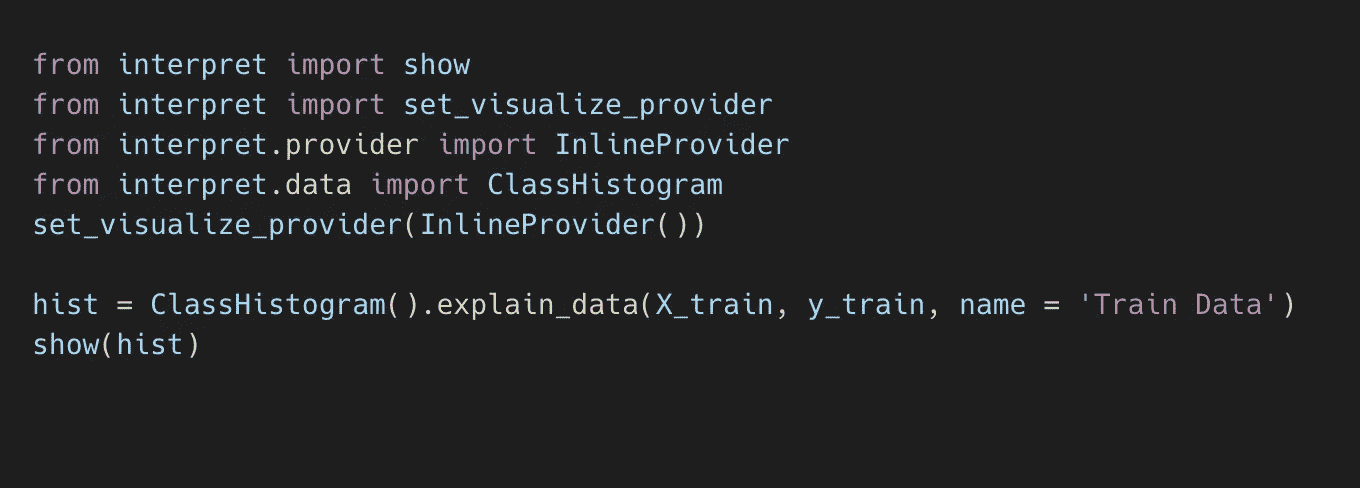 from interpret import show
from interpret import set_visualize_provider
from interpret.provider import InlineProvider
from interpret.data import ClassHistogram
set_visualize_provider(InlineProvider())
hist = ClassHistogram().explain_data(X_train, y_train, name = 'Train Data')
show(hist)